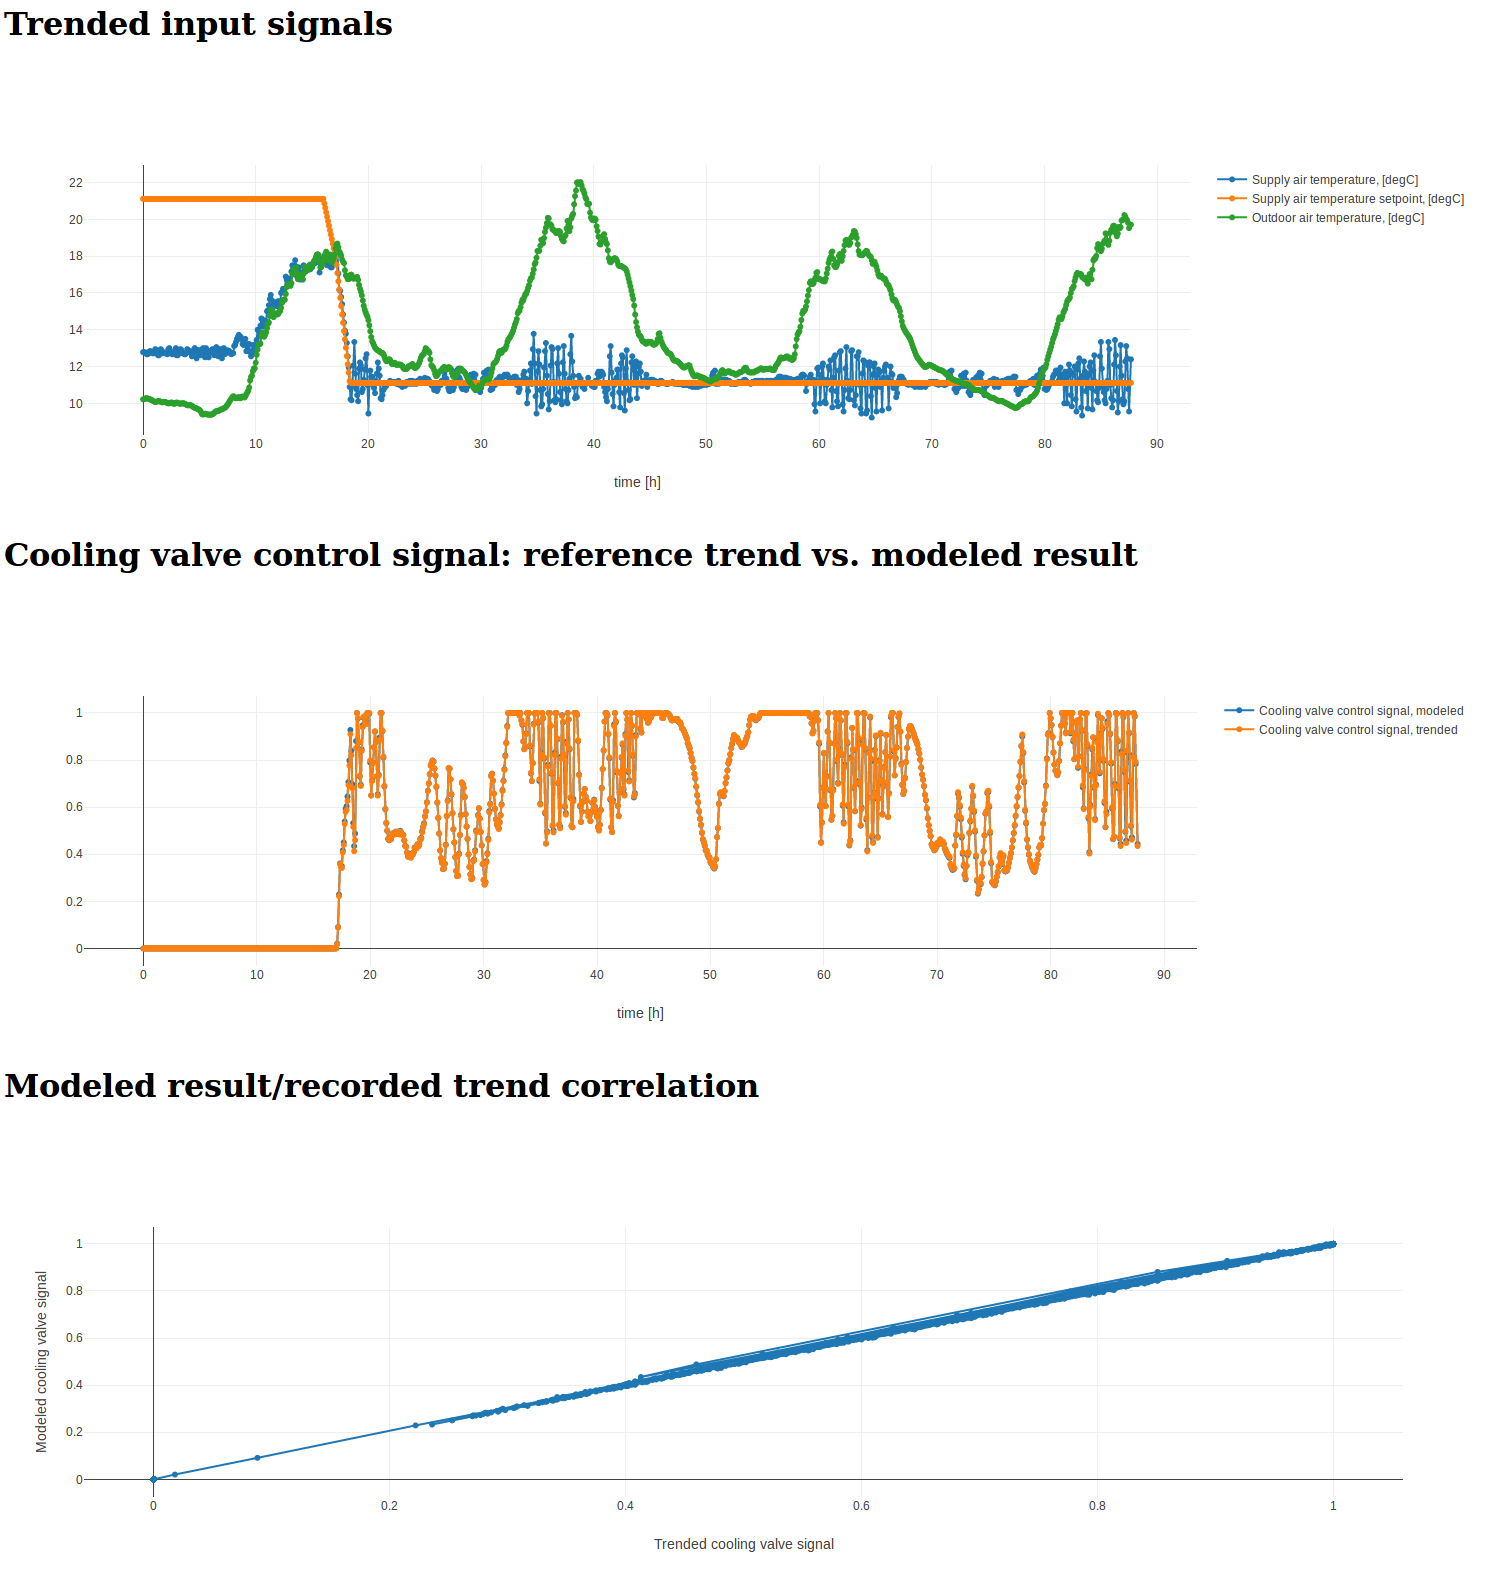 Trended input signals
22
20
18
16
14
12
10
0 10 20 30 40 50 60 70 80 90
time [h]
Supply air temperature, [degC]
Supply air temperature setpoint, [degC]
Outdoor air temperature, [degC]
Cooling valve control signal: reference trend vs. modeled result
1
0.8
0.6
0.4
0.2
0
0 10 20 30 40 50 60 70 80 90
time [h]
Cooling valve control signal, modeled
Cooling valve control signal, trended
Modeled result/recorded trend correlation
Modeled cooling valve signal
1
0.8
0.6
0.4
0.2
0
0 0.2 0.4 0.6 0.8 1
Trended cooling valve signal